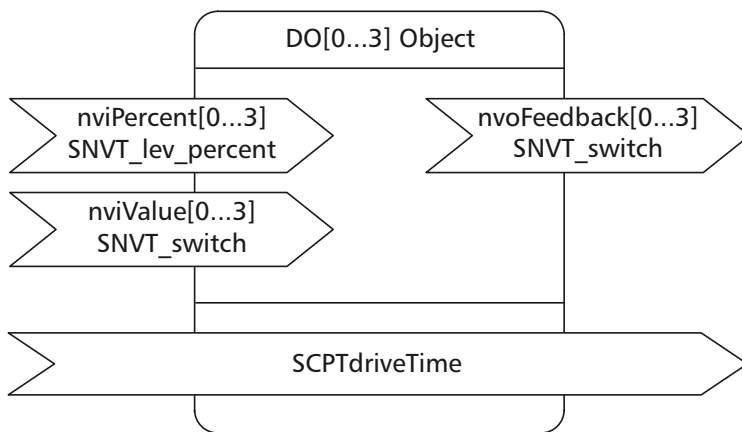 DO[0...3] Object
nviPercent[0...3]
SNVT_lev_percent
nvoFeedback[0...3]
SNVT_switch
nviValue[0...3]
SNVT_switch
SCPTdriveTime